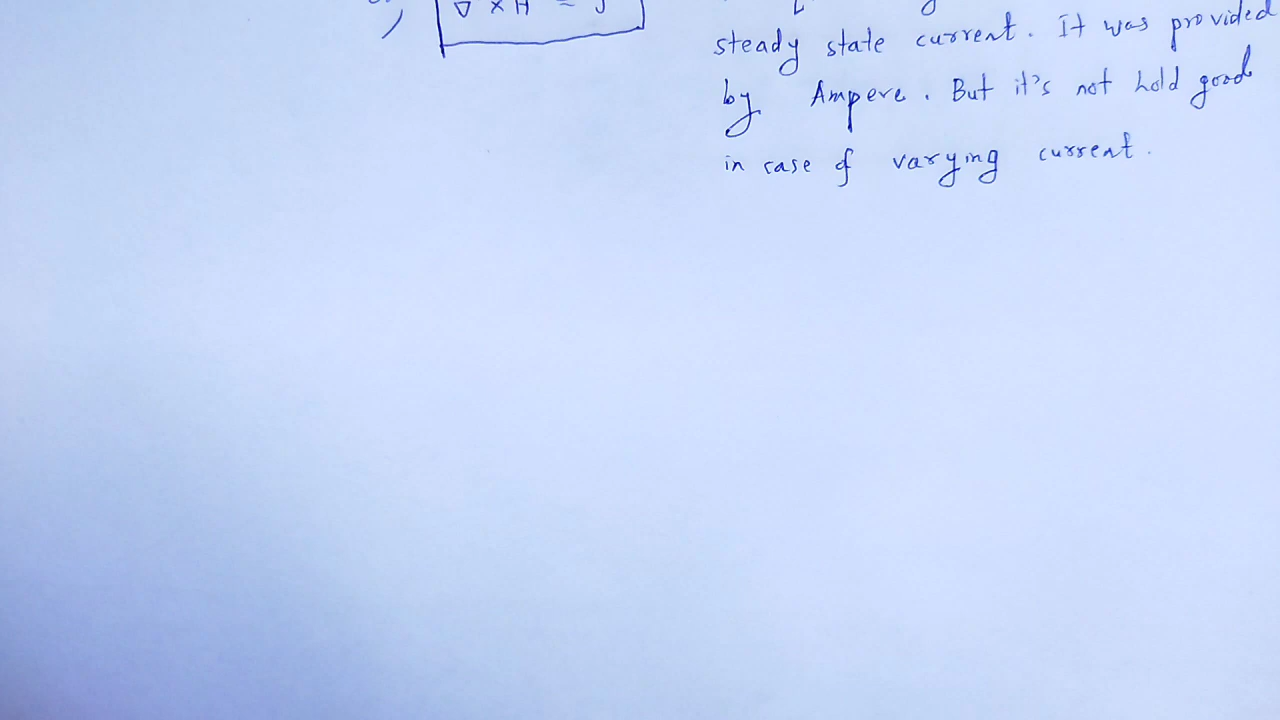 ∇ × H = J
steady state current. It was provided
by Ampere. But it's not hold good
in case of varying current.